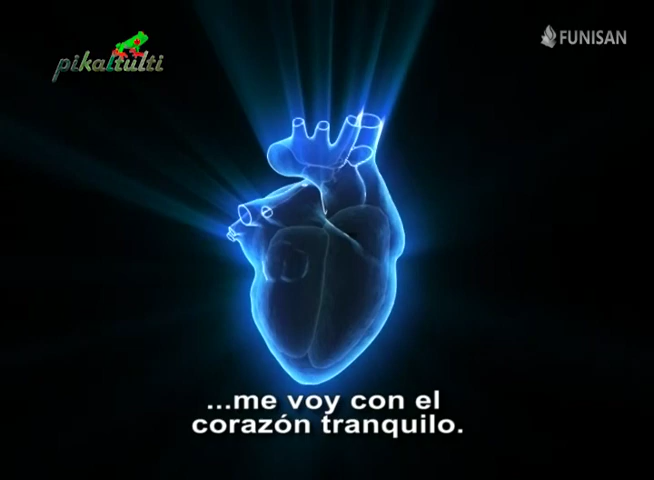 pikaltulti
FUNISAN
...me voy con el
corazón tranquilo.